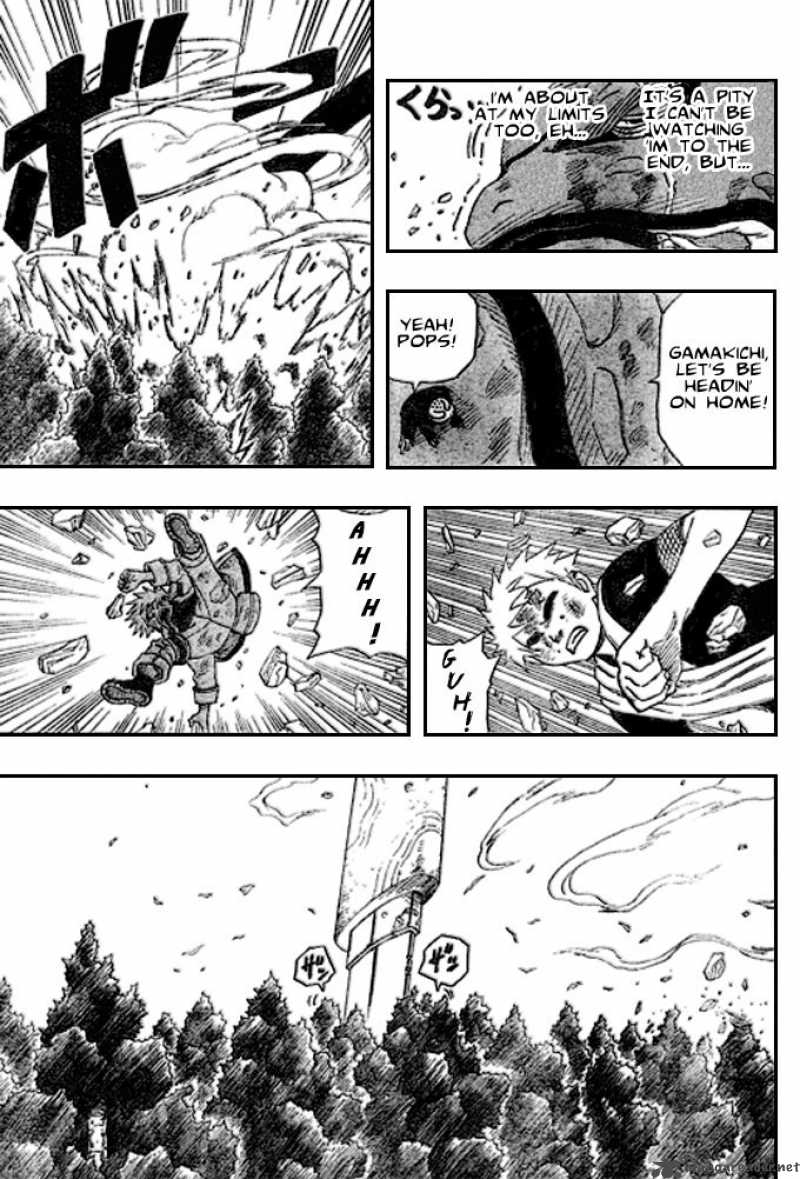 IT'S A PITY
I CAN'T BE
WATCHING
'IM TO THE
END, BUT...
I'M ABOUT
AT MY LIMITS
TOO, EH...
くらっ
GAMAKICHI,
LET'S BE
HEADIN'
ON HOME!
YEAH!
POPS!
ボ
GUH!
AHHH!
ザッ
ザッ